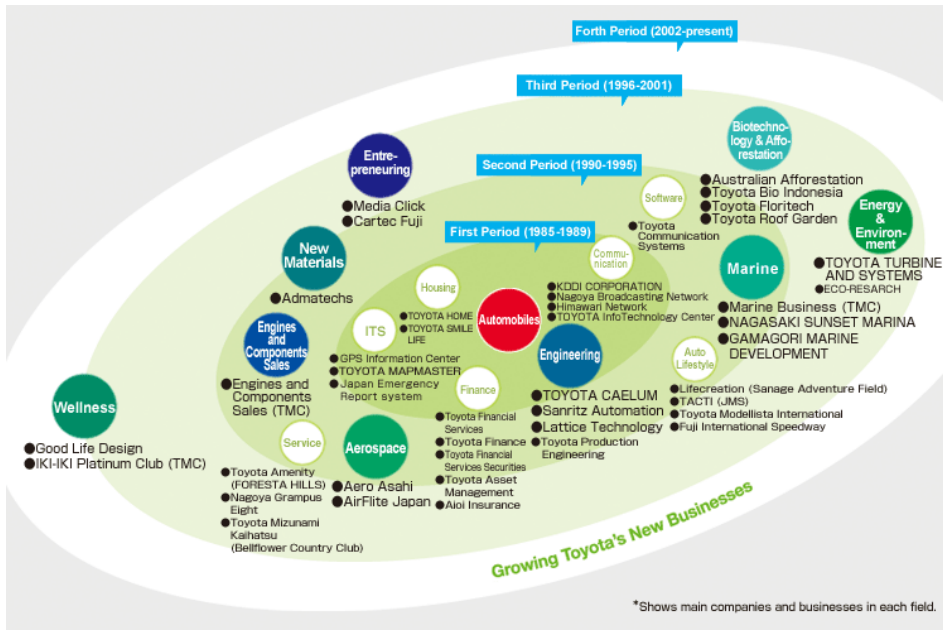 Forth Period (2002-present)
Third Period (1996-2001)
Second Period (1990-1995)
First Period (1985-1989)
Entre-
preneuring
●Media Click
●Cartec Fuji
Biotechno-
logy & Affo-
restation
●Australian Afforestation
●Toyota Bio Indonesia
●Toyota Floritech
●Toyota Roof Garden
Software
●Toyota
Communication
Systems
Energy
&
Environ-
ment
●TOYOTA TURBINE
AND SYSTEMS
●ECO-RESARCH
New
Materials
●Admatechs
Commu-
nication
●KDDI CORPORATION
●Nagoya Broadcasting Network
●Himawari Network
●TOYOTA InfoTechnology Center
Marine
●Marine Business (TMC)
●NAGASAKI SUNSET MARINA
●GAMAGORI MARINE
DEVELOPMENT
Housing
●TOYOTA HOME
●TOYOTA SMILE
LIFE
Automobiles
ITS
●GPS Information Center
●TOYOTA MAPMASTER
●Japan Emergency
Report system
Engines
and
Components
Sales
●Engines and
Components
Sales (TMC)
Engineering
●TOYOTA CAELUM
●Sanritz Automation
●Lattice Technology
●Toyota Production
Engineering
Auto
Lifestyle
●Lifecreation (Sanage Adventure Field)
●TACTI (JMS)
●Toyota Modellista International
●Fuji International Speedway
Finance
●Toyota Financial
Services
●Toyota Finance
●Toyota Financial
Services Securities
●Toyota Asset
Management
●Aioi Insurance
Wellness
●Good Life Design
●IKI-IKI Platinum Club (TMC)
Service
●Toyota Amenity
(FORESTA HILLS)
●Nagoya Grampus
Eight
●Toyota Mizunami
Kaihatsu
(Bellflower Country Club)
Aerospace
●Aero Asahi
●AirFlite Japan
Growing Toyota's New Businesses
*Shows main companies and businesses in each field.